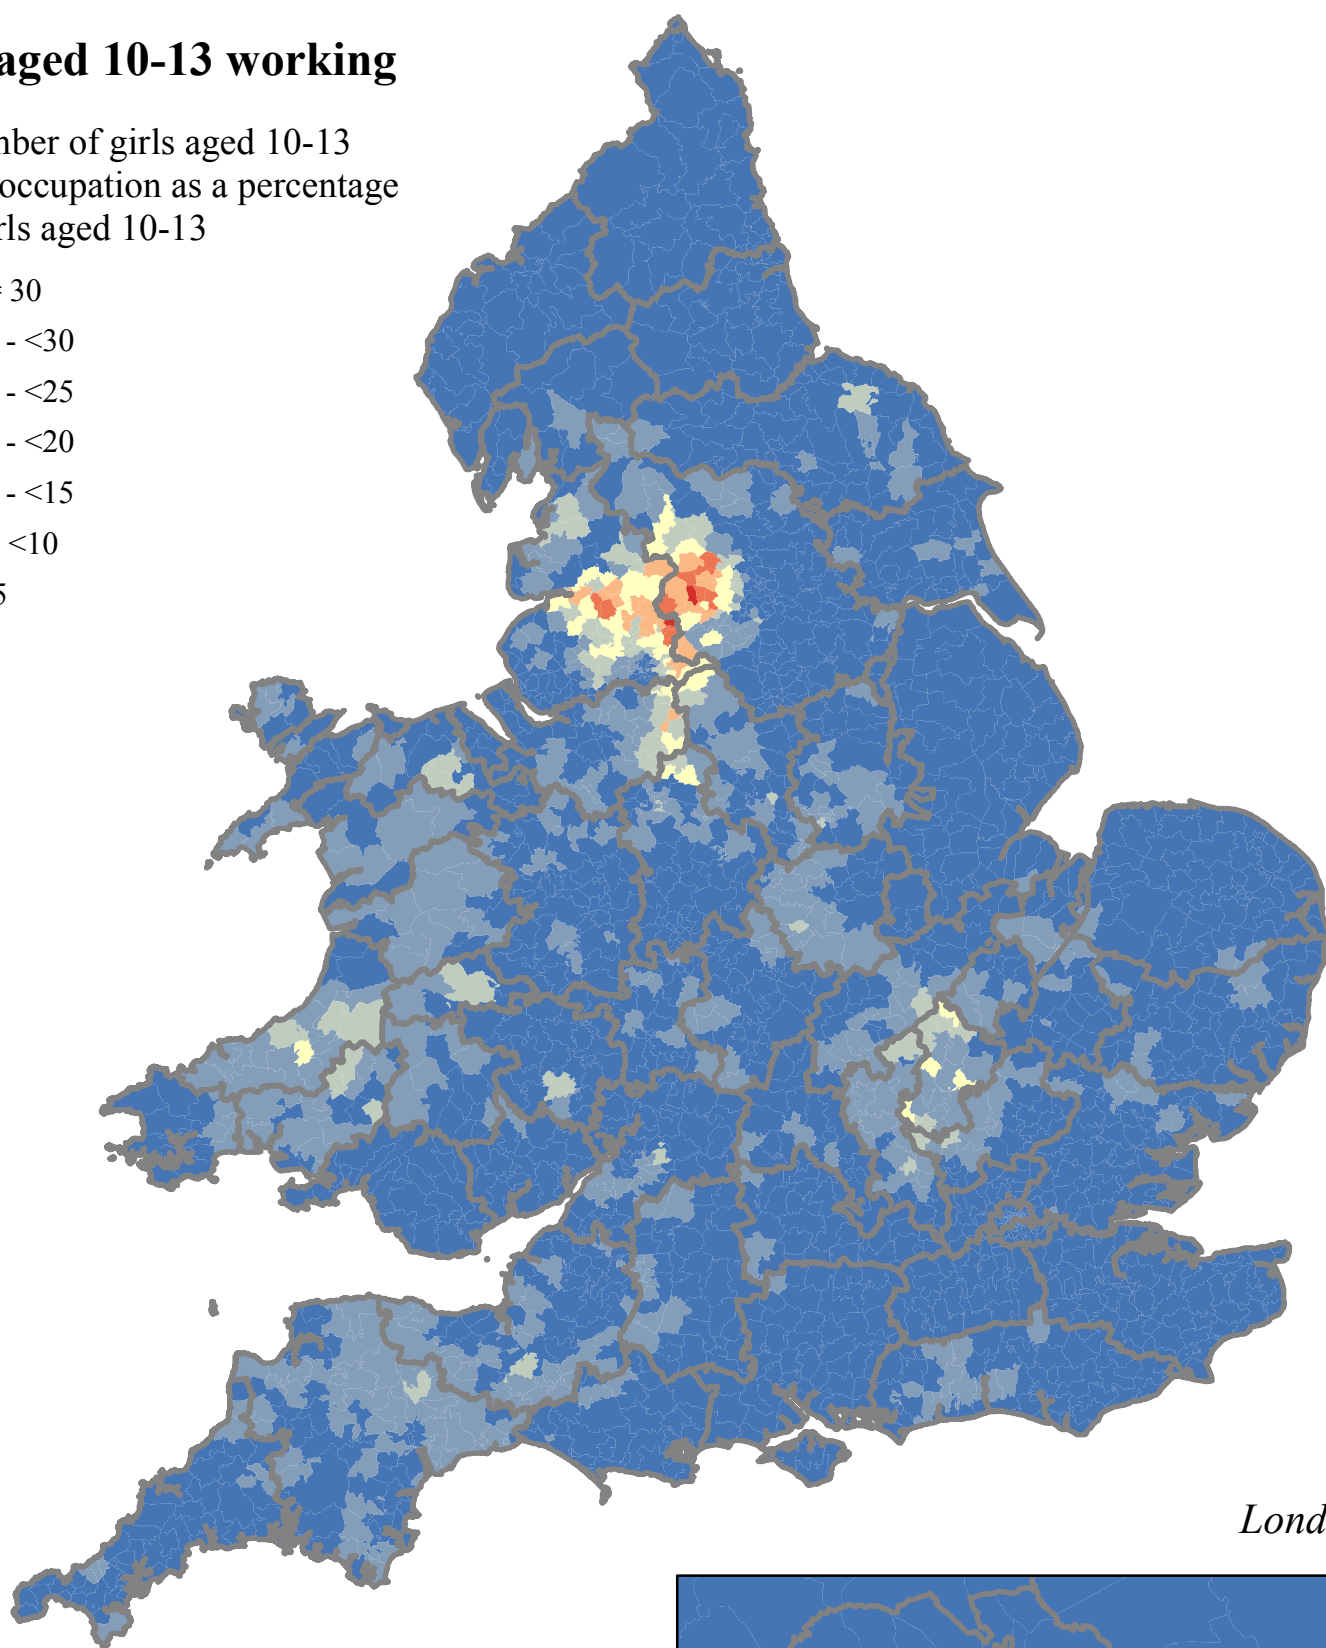 aged 10-13 working
nber of girls aged 10-13
occupation as a percentage
rls aged 10-13
= 30
- <30
- <25
- <20
- <15
<10
5
Lond